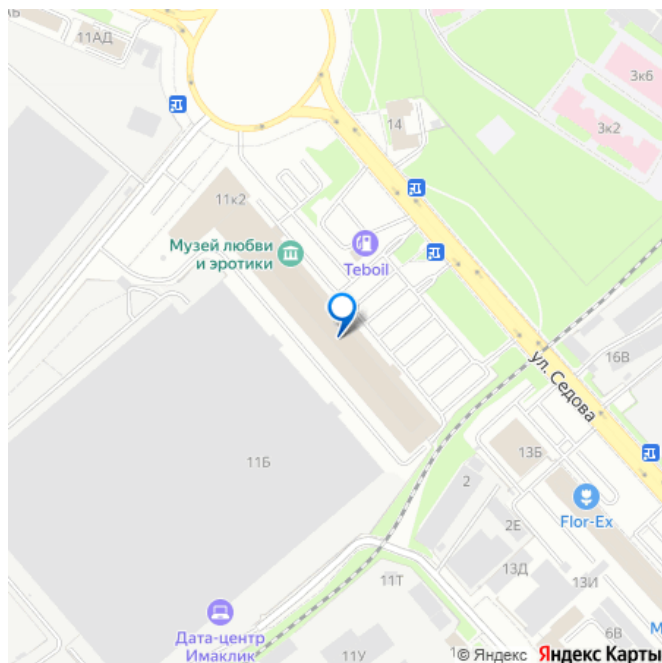 11АД
3к6
3к2
14
11к2
Музей любви
и эротики
Teboil
ул. Седова
16В
11Б
13Б
2
Flor-Ex
2Е
13Д
13И
11Т
Дата-центр
Имаклик
11У
6В
© Яндекс Яндекс Карты